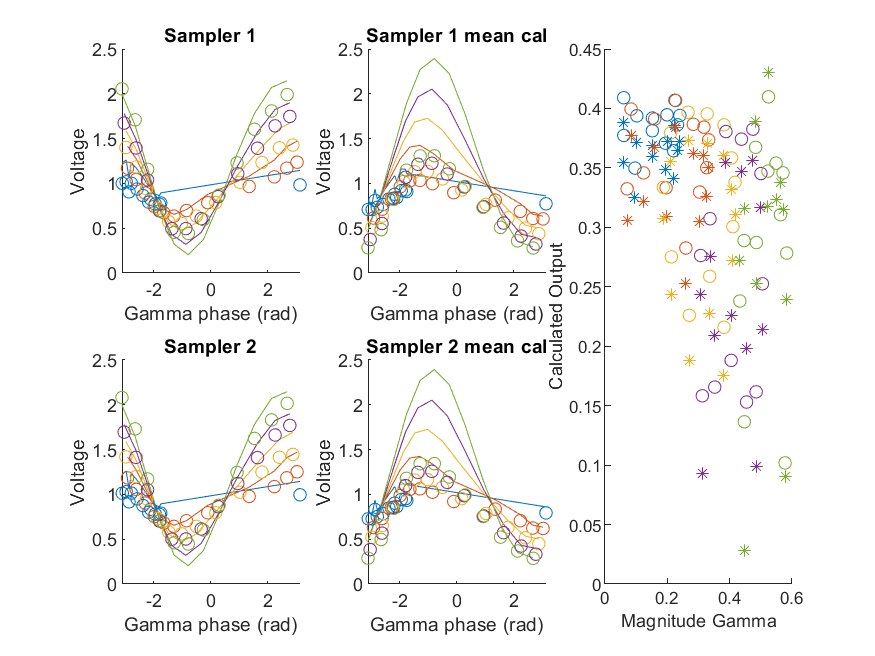 Sampler 1
2.5
2
1.5
1
0.5
0
Voltage
-2 0 2
Gamma phase (rad)
Sampler 1 mean cal
2.5
2
1.5
1
0.5
0
Voltage
-2 0 2
Gamma phase (rad)
Sampler 2
2.5
2
1.5
1
0.5
0
Voltage
-2 0 2
Gamma phase (rad)
Sampler 2 mean cal
2.5
2
1.5
1
0.5
0
Voltage
-2 0 2
Gamma phase (rad)
0.45
0.4
0.35
0.3
0.25
0.2
0.15
0.1
0.05
0
Calculated Output
0 0.2 0.4 0.6
Magnitude Gamma